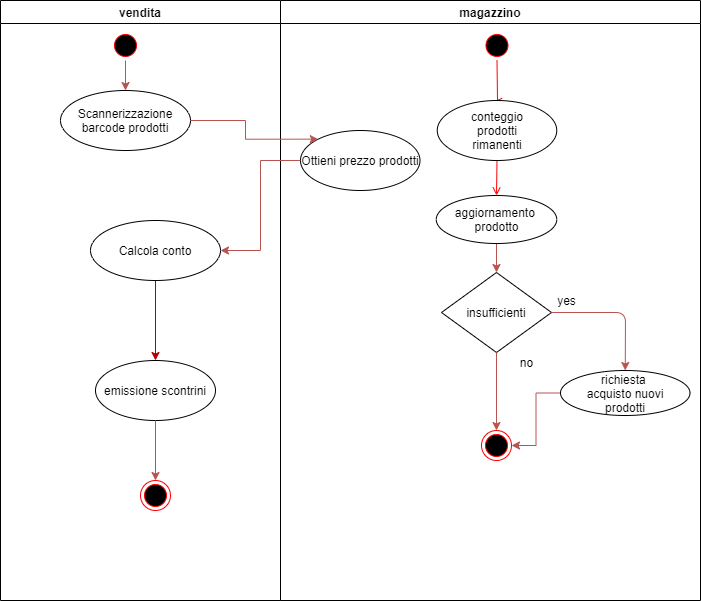 vendita
magazzino
Scannerizzazione
barcode prodotti
conteggio
prodotti
rimanenti
Ottieni prezzo prodotti
aggiornamento
prodotto
Calcola conto
yes
insufficienti
no
emissione scontrini
richiesta
acquisto nuovi
prodotti